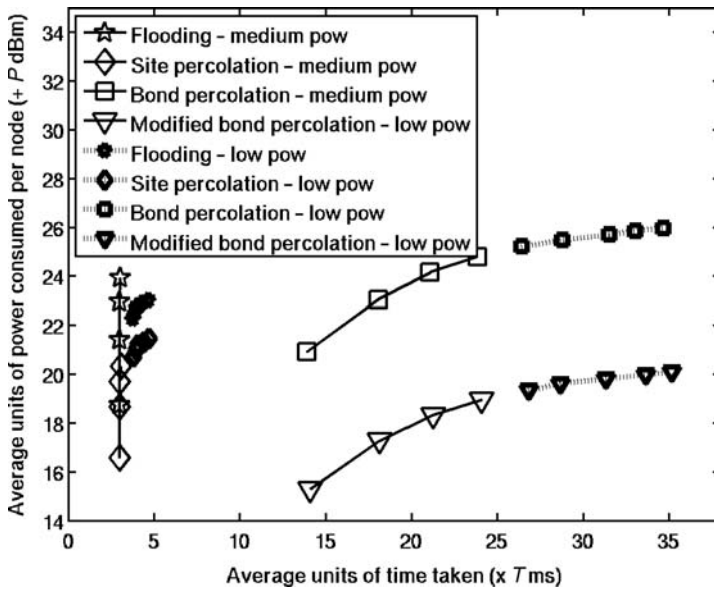 34
32
30
28
26
24
22
20
18
16
14
Average units of power consumed per node (+ P dBm)
Flooding – medium pow
Site percolation – medium pow
Bond percolation – medium pow
Modified bond percolation – low pow
Flooding – low pow
Site percolation – low pow
Bond percolation – low pow
Modified bond percolation – low pow
0 5 10 15 20 25 30 35
Average units of time taken (x T ms)